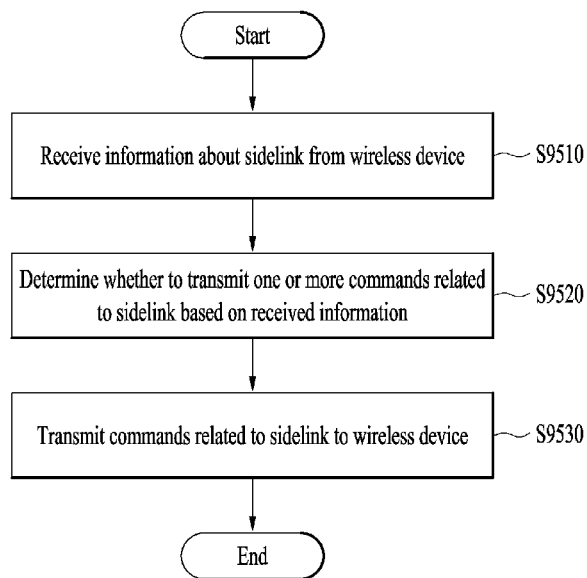 Start
Receive information about sidelink from wireless device
S9510
Determine whether to transmit one or more commands related
to sidelink based on received information
S9520
Transmit commands related to sidelink to wireless device
S9530
End